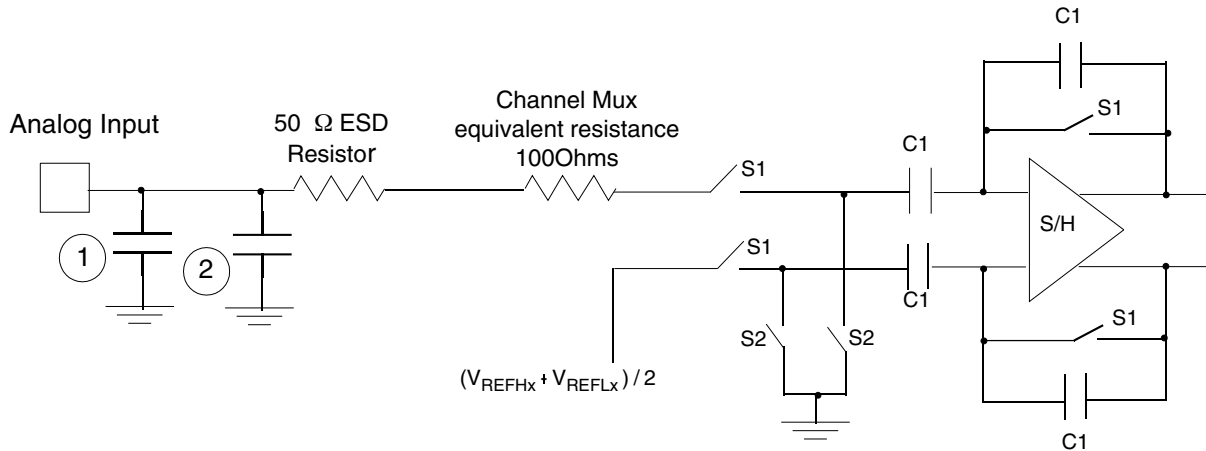 C1
Analog Input
50 Ω ESD
Resistor
Channel Mux
equivalent resistance
100Ohms
S1
C1
S1
S/H
1
2
S1
C1
S2
S2
S1
(VREFHx + VREFLx) / 2
C1